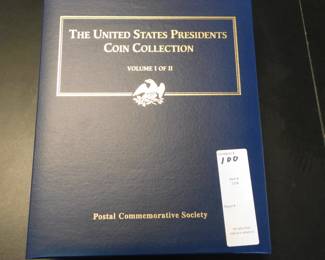 THE UNITED STATES PRESIDENTS
COIN COLLECTION
VOLUME I OF II
100
Postal Commemorative Society